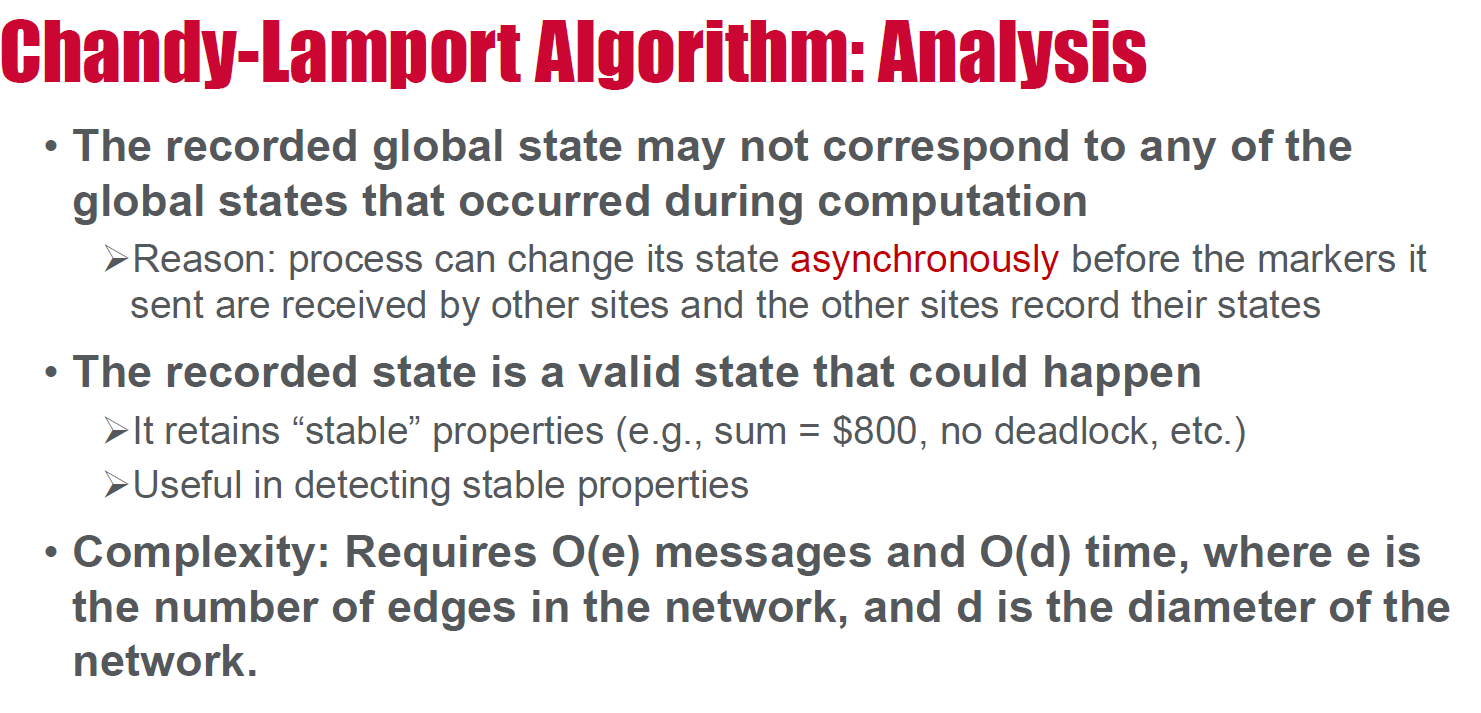 Chandy-Lamport Algorithm: Analysis
• The recorded global state may not correspond to any of the
global states that occurred during computation
➢Reason: process can change its state asynchronously before the markers it
sent are received by other sites and the other sites record their states
• The recorded state is a valid state that could happen
➢It retains “stable” properties (e.g., sum = $800, no deadlock, etc.)
➢Useful in detecting stable properties
• Complexity: Requires O(e) messages and O(d) time, where e is
the number of edges in the network, and d is the diameter of the
network.